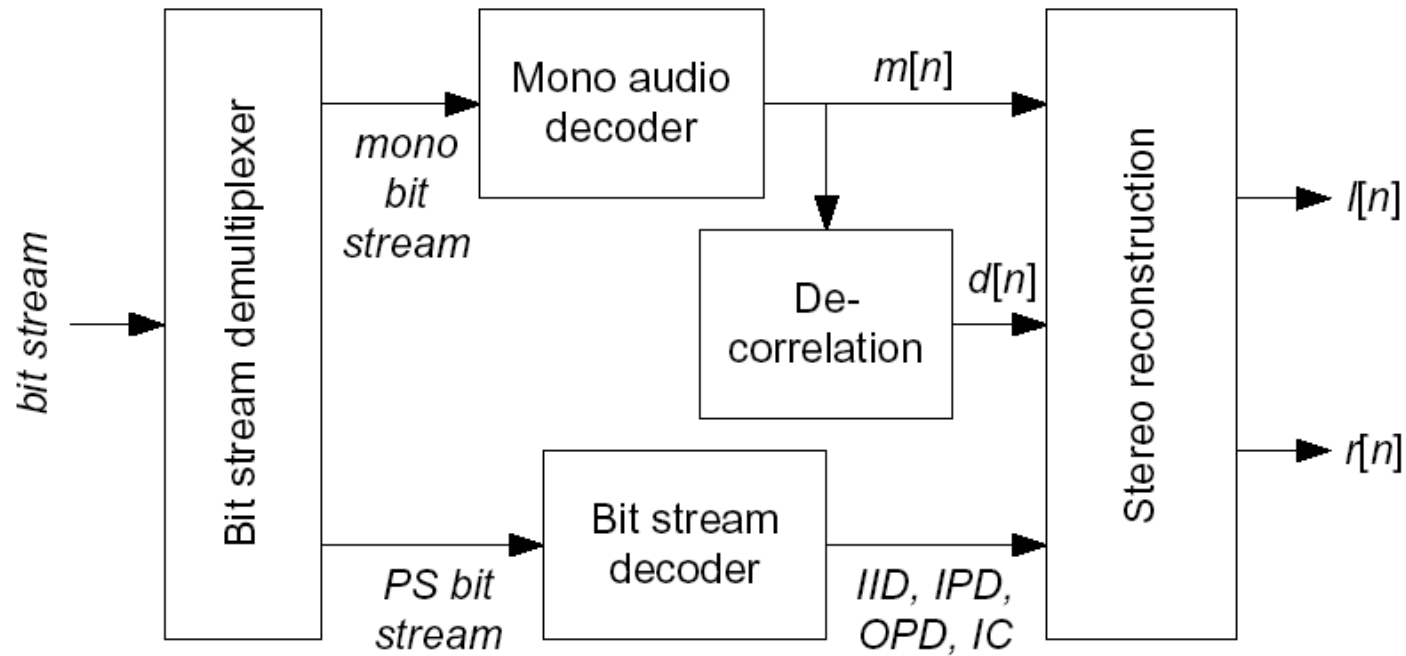 bit stream
Bit stream demultiplexer
mono
bit
stream
Mono audio
decoder
m[n]
De-
correlation
d[n]
PS bit
stream
Bit stream
decoder
IID, IPD,
OPD, IC
Stereo reconstruction
l[n]
r[n]